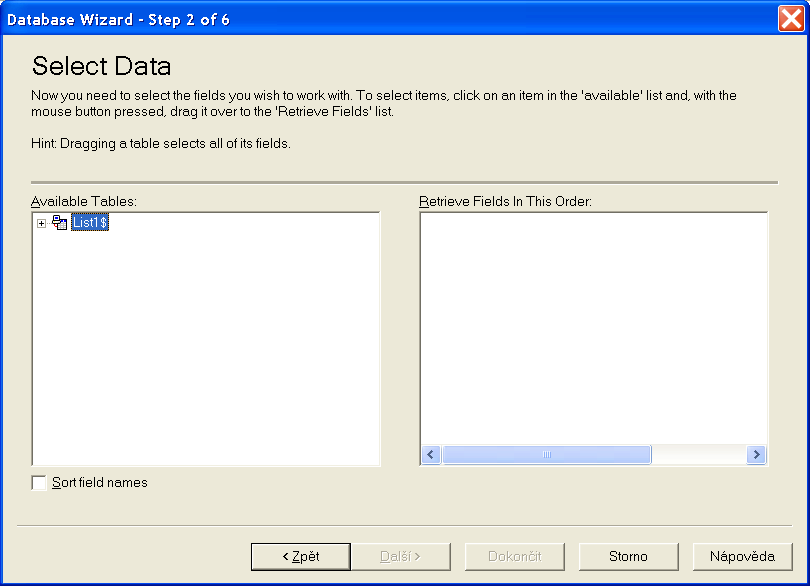 Database Wizard - Step 2 of 6
Select Data
Now you need to select the fields you wish to work with. To select items, click on an item in the 'available' list and, with the
mouse button pressed, drag it over to the 'Retrieve Fields' list.
Hint: Dragging a table selects all of its fields.
Available Tables:
Retrieve Fields In This Order:
List1$
Sort field names
< Zpět
Další >
Dokončit
Storno
Nápověda